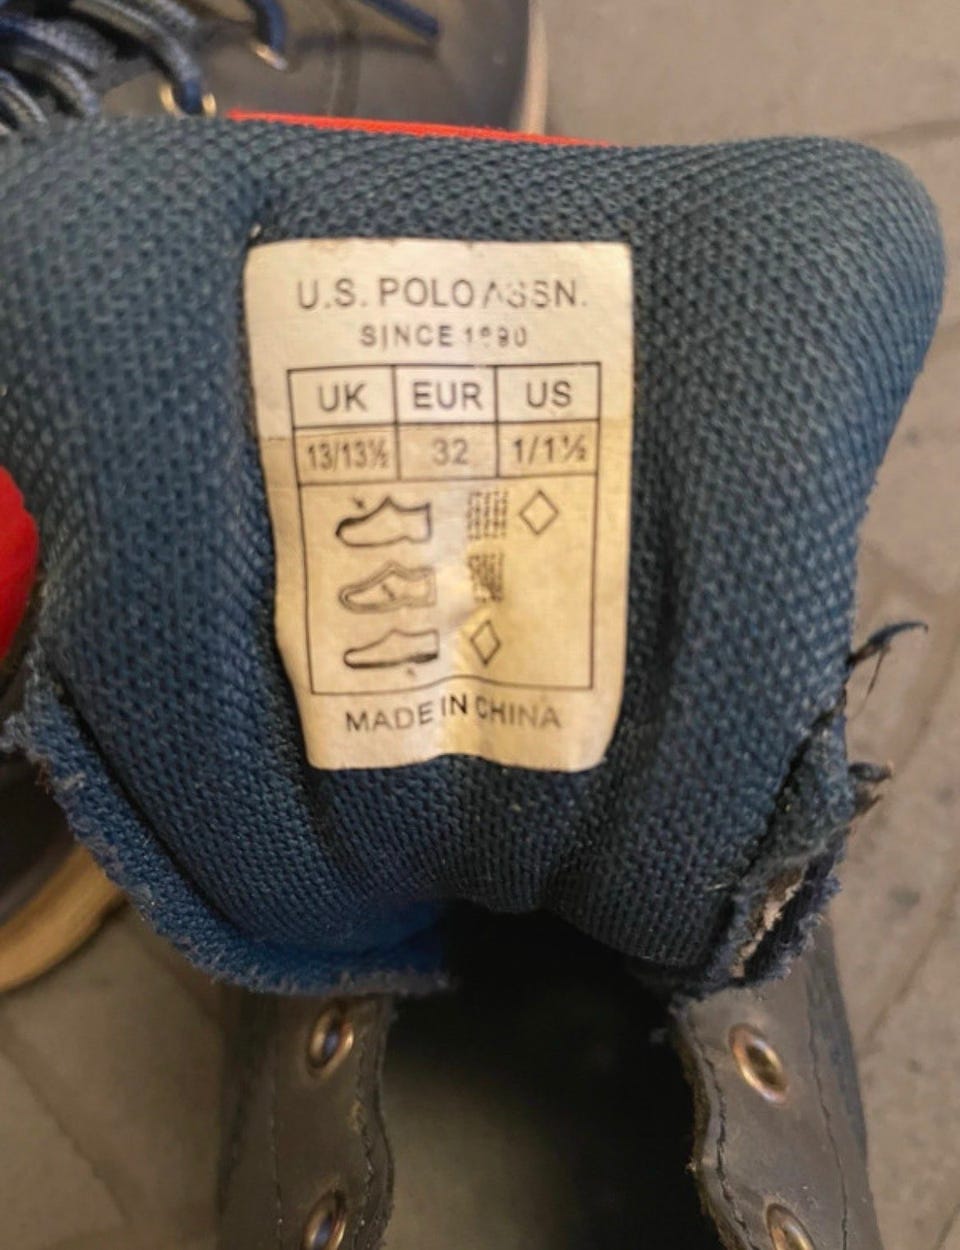 U.S. POLO ASSN.
SINCE 1890
UK EUR US
13/13½ 32 1/1½
MADE IN CHINA